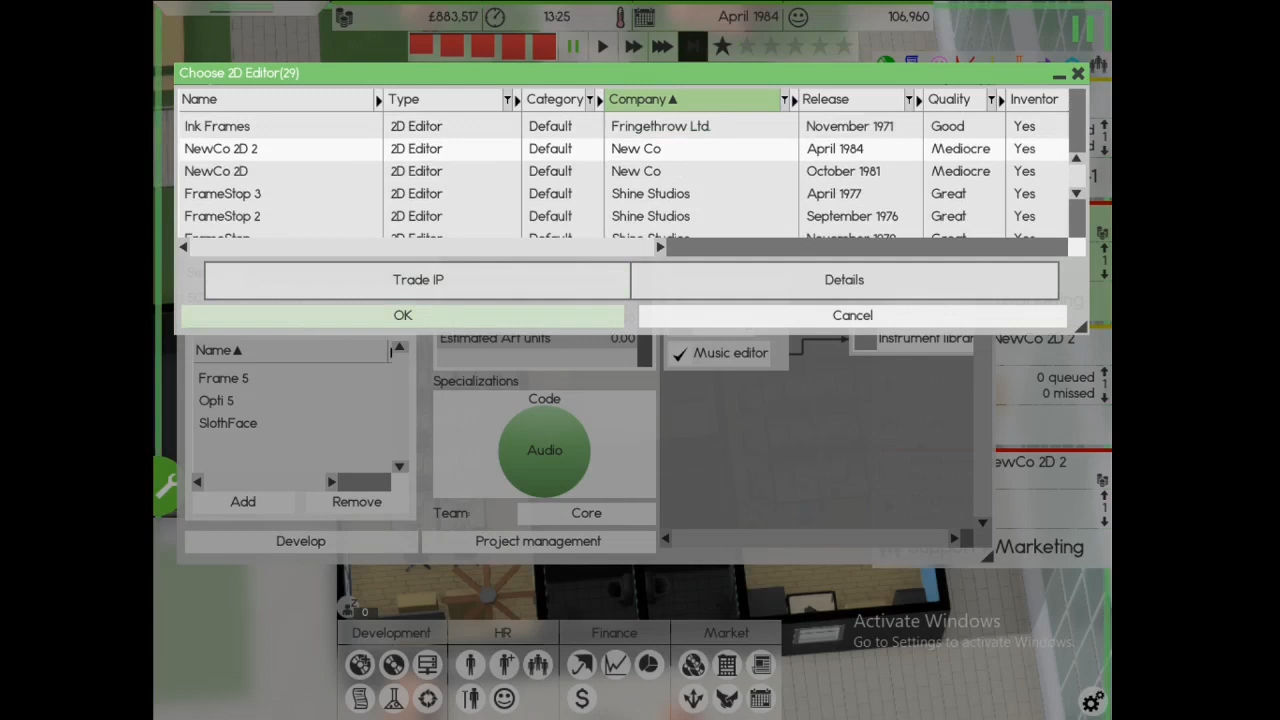 £883,517 13:25 April 1984 106,960
Choose 2D Editor(29)
Name Type Category Company Release Quality Inventor
Ink Frames 2D Editor Default Fringethrow Ltd. November 1971 Good Yes
NewCo 2D 2 2D Editor Default New Co April 1984 Mediocre Yes
NewCo 2D 2D Editor Default New Co October 1981 Mediocre Yes
FrameStop 3 2D Editor Default Shine Studios April 1977 Great Yes
FrameStop 2 2D Editor Default Shine Studios September 1976 Great Yes
Trade IP Details
OK Cancel
Estimated Art units 0.00
Music editor
Instrument librar
NewCo 2D 2
Name
Frame 5
Opti 5
SlothFace
Add Remove
Specializations
Code
Audio
Team: Core
Develop Project management
0 queued
0 missed
ewCo 2D 2
Support Marketing
0
Development HR Finance Market
Activate Windows
Go to Settings to activate Windows.